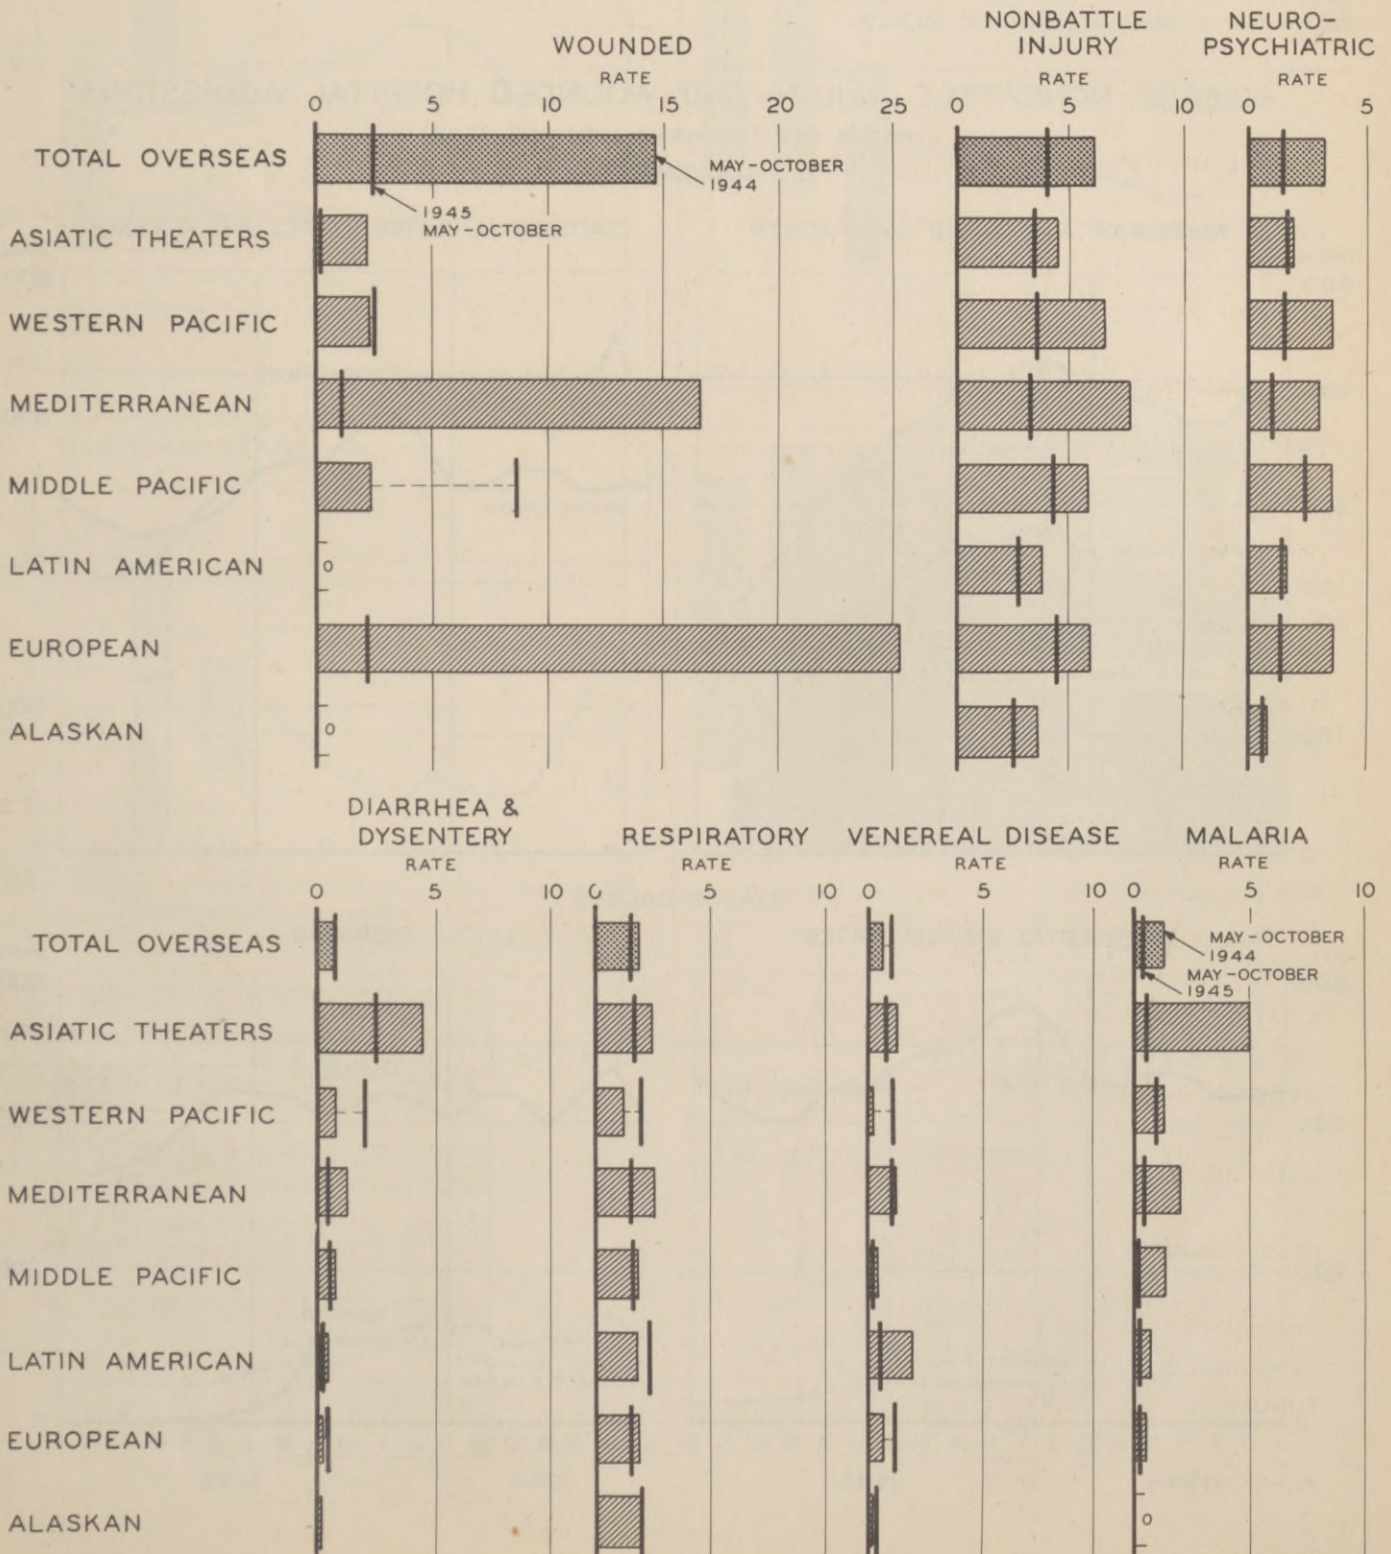 WOUNDED
RATE
0 5 10 15 20 25
NONBATTLE
INJURY
RATE
0 5 10
NEURO-
PSYCHIATRIC
RATE
0 5
TOTAL OVERSEAS
MAY-OCTOBER
1944
1945
MAY-OCTOBER
ASIATIC THEATERS
WESTERN PACIFIC
MEDITERRANEAN
MIDDLE PACIFIC
LATIN AMERICAN
0
EUROPEAN
ALASKAN
0
DIARRHEA &
DYSENTERY
RATE
0 5 10
RESPIRATORY
RATE
0 5 10
VENEREAL DISEASE
RATE
0 5 10
MALARIA
RATE
0 5 10
TOTAL OVERSEAS
MAY-OCTOBER
1944
MAY-OCTOBER
1945
ASIATIC THEATERS
WESTERN PACIFIC
MEDITERRANEAN
MIDDLE PACIFIC
LATIN AMERICAN
EUROPEAN
ALASKAN
0